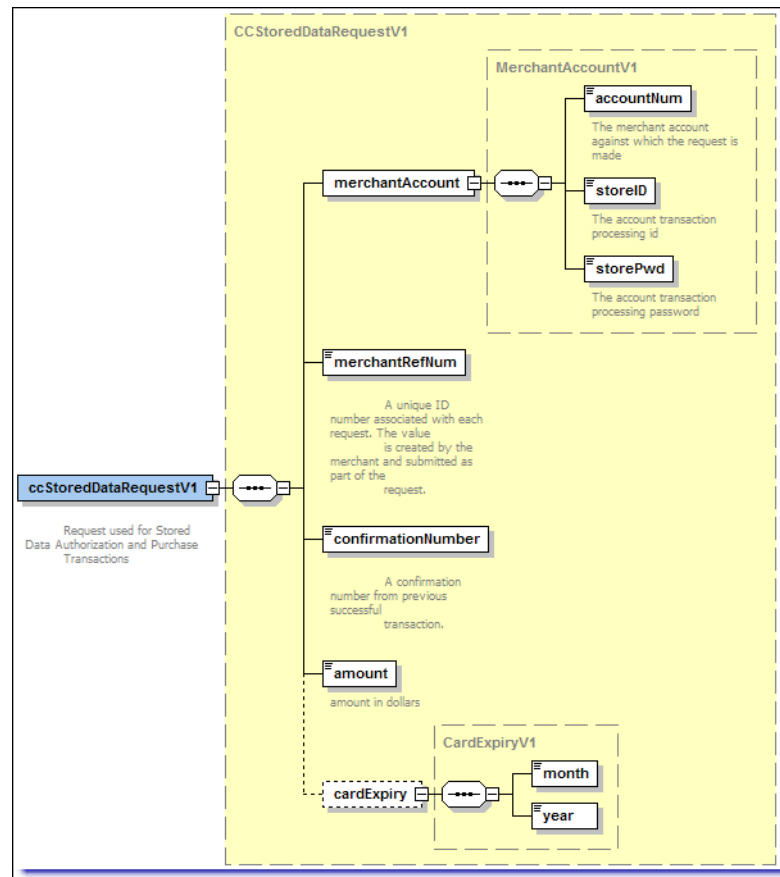 CCStoredDataRequestV1
MerchantAccountV1
accountNum
The merchant account
against which the request is
made
merchantAccount
storeID
The account transaction
processing id
storePwd
The account transaction
processing password
merchantRefNum
A unique ID
number associated with each
request. The value
is created by the
merchant and submitted as
part of the
request.
ccStoredDataRequestV1
Request used for Stored
Data Authorization and Purchase
Transactions
confirmationNumber
A confirmation
number from previous
successful
transaction.
amount
amount in dollars
CardExpiryV1
month
cardExpiry
year